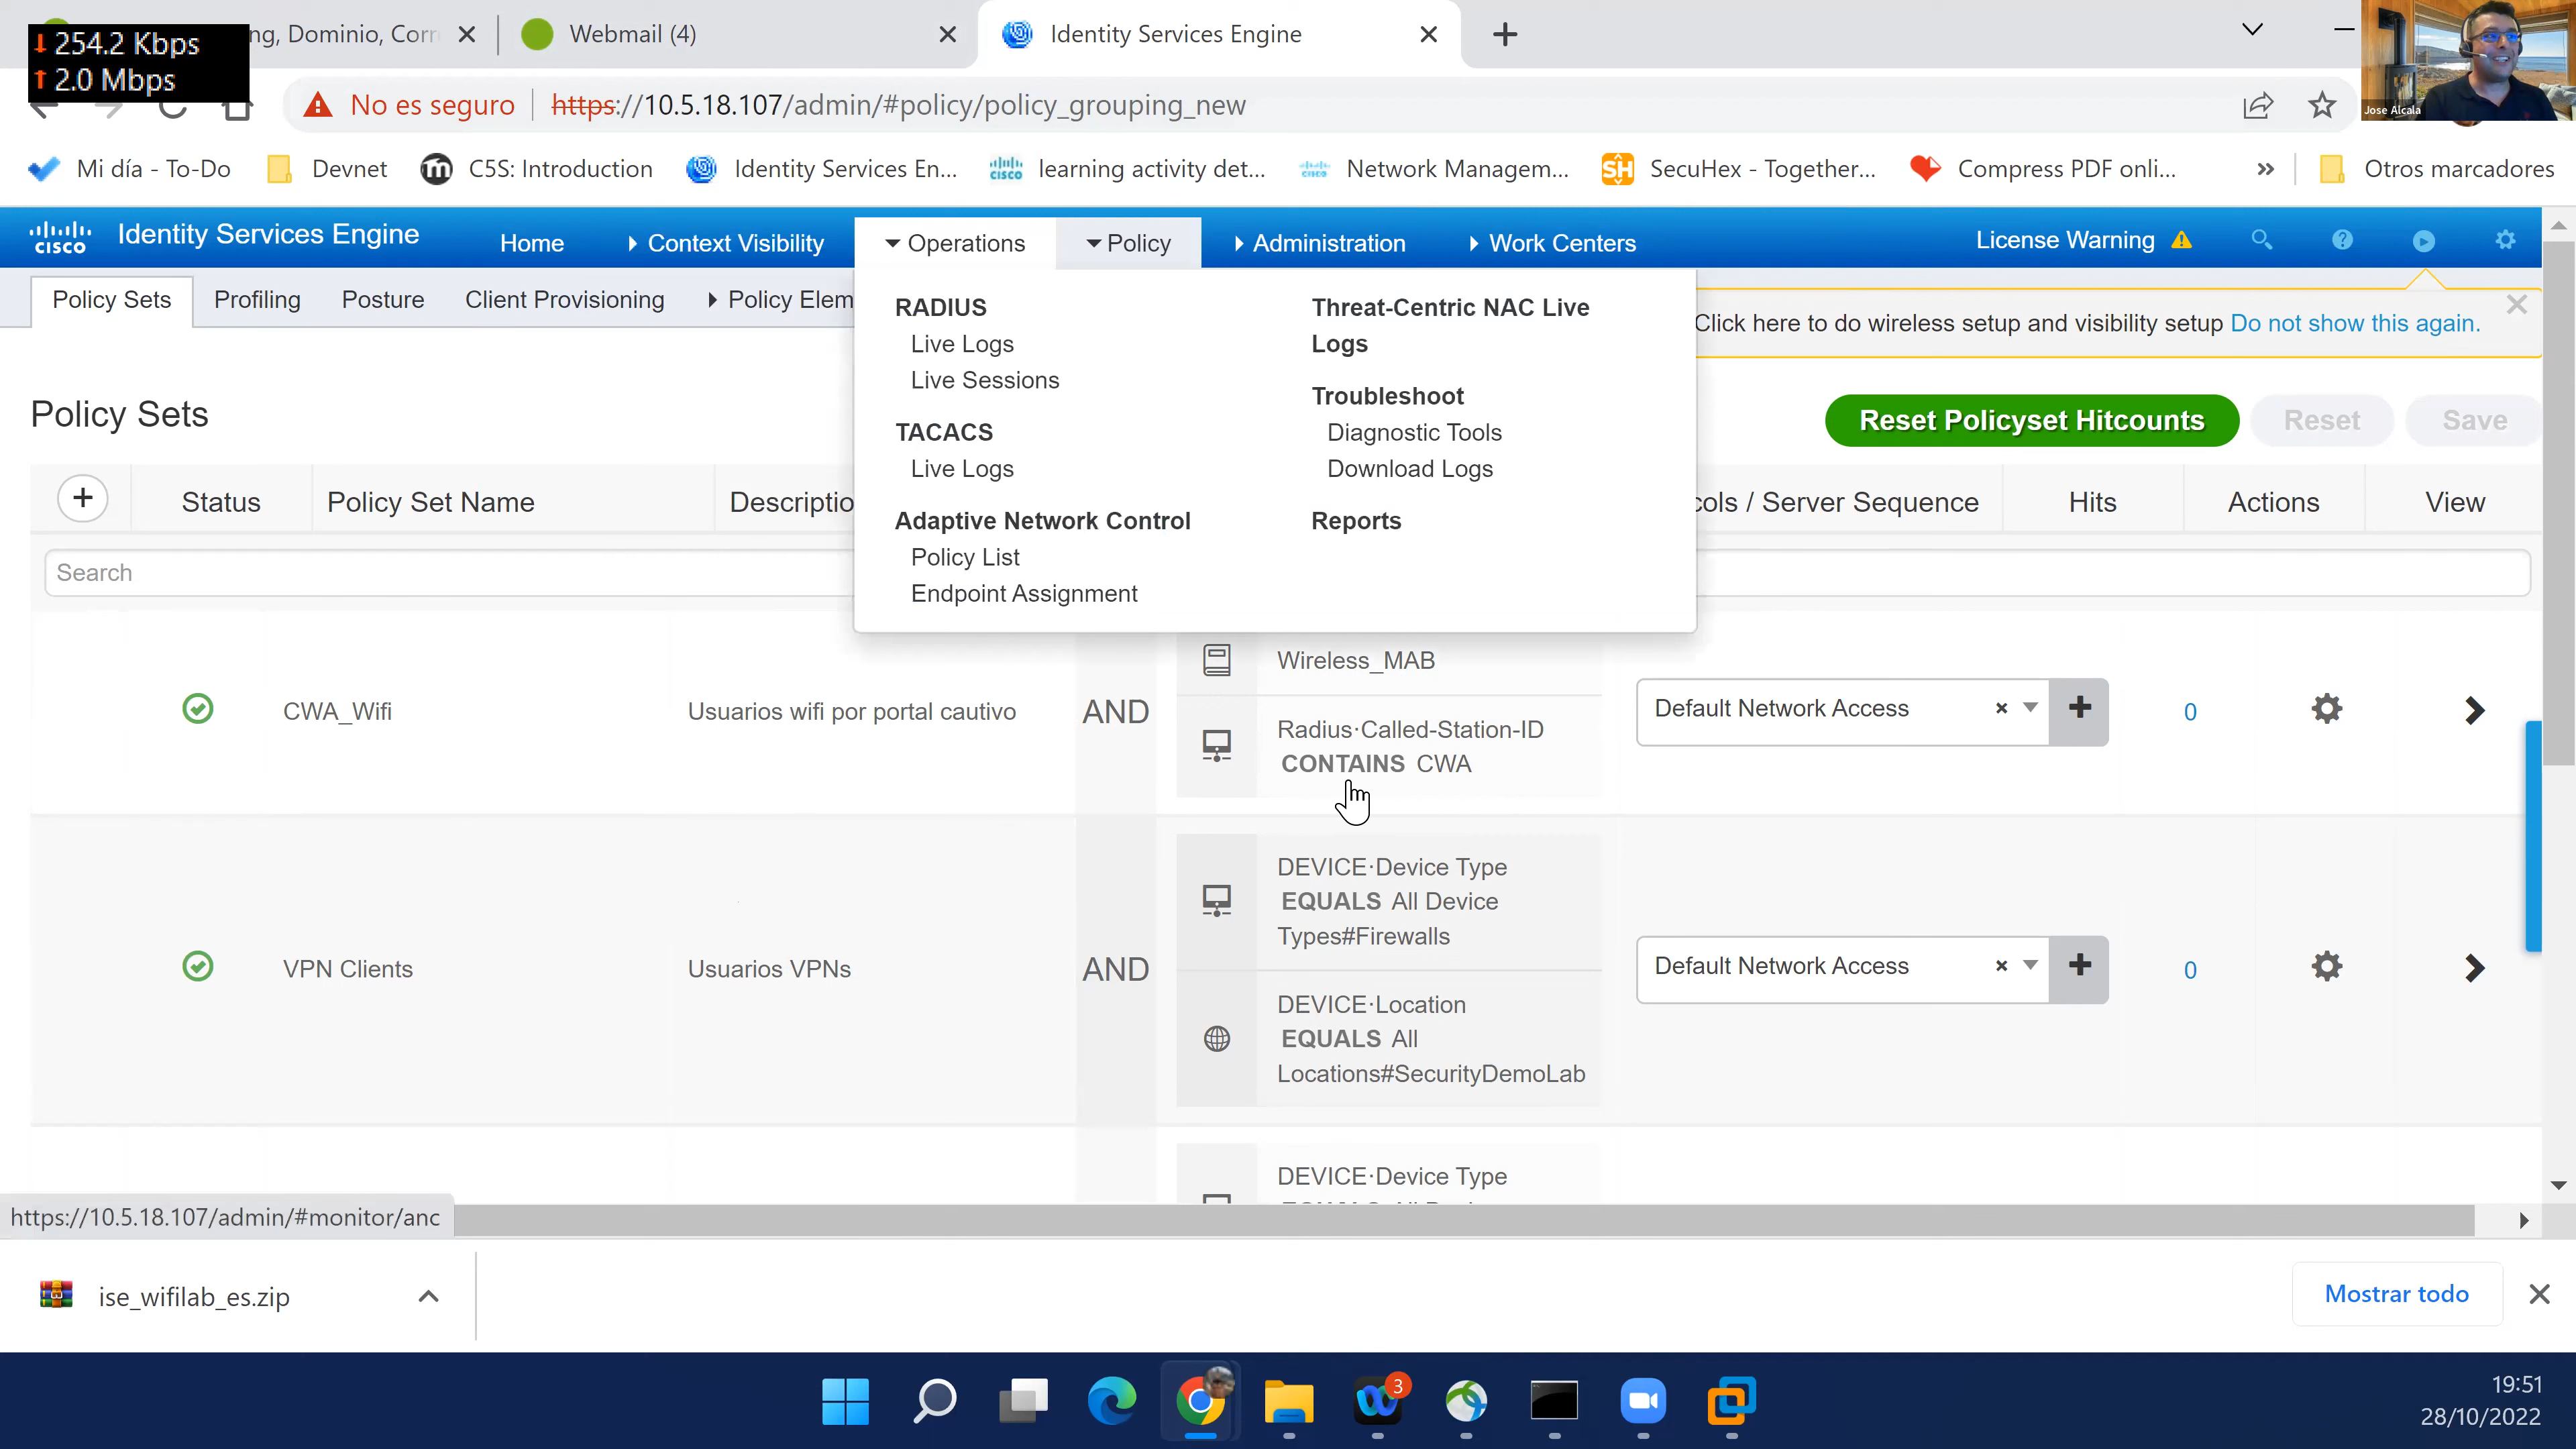 254.2 Kbps
2.0 Mbps
ng, Dominio, Corr
Webmail (4)
Identity Services Engine
No es seguro
https://10.5.18.107/admin/#policy/policy_grouping_new
Jose Alcala
Mi día - To-Do
Devnet
C5S: Introduction
Identity Services En...
learning activity det...
Network Managem...
SecuHex - Together...
Compress PDF onli...
»
Otros marcadores
cisco
Identity Services Engine
Home
Context Visibility
Operations
Policy
Administration
Work Centers
License Warning
Policy Sets
Profiling
Posture
Client Provisioning
Policy Elem
RADIUS
Live Logs
Live Sessions
TACACS
Live Logs
Adaptive Network Control
Policy List
Endpoint Assignment
Threat-Centric NAC Live
Logs
Troubleshoot
Diagnostic Tools
Download Logs
Reports
Click here to do wireless setup and visibility setup Do not show this again.
Policy Sets
Reset Policyset Hitcounts
Reset
Save
Status
Policy Set Name
Descriptio
cols / Server Sequence
Hits
Actions
View
Search
CWA_Wifi
Usuarios wifi por portal cautivo
AND
Wireless_MAB
Radius·Called-Station-ID
CONTAINS CWA
Default Network Access
0
VPN Clients
Usuarios VPNs
AND
DEVICE·Device Type
EQUALS All Device
Types#Firewalls
DEVICE·Location
EQUALS All
Locations#SecurityDemoLab
Default Network Access
0
DEVICE·Device Type
https://10.5.18.107/admin/#monitor/anc
ise_wifilab_es.zip
Mostrar todo
3
19:51
28/10/2022